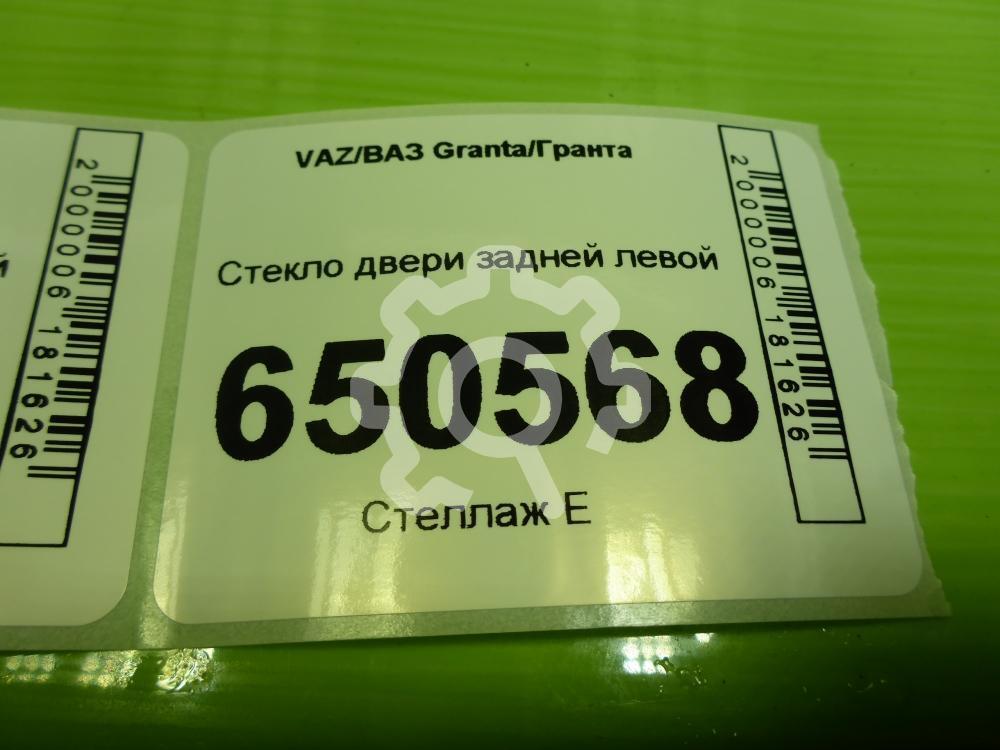 й
2000006181626
VAZ/ВАЗ Granta/Гранта
Стекло двери задней левой
650568
Стеллаж Е
2000006181626